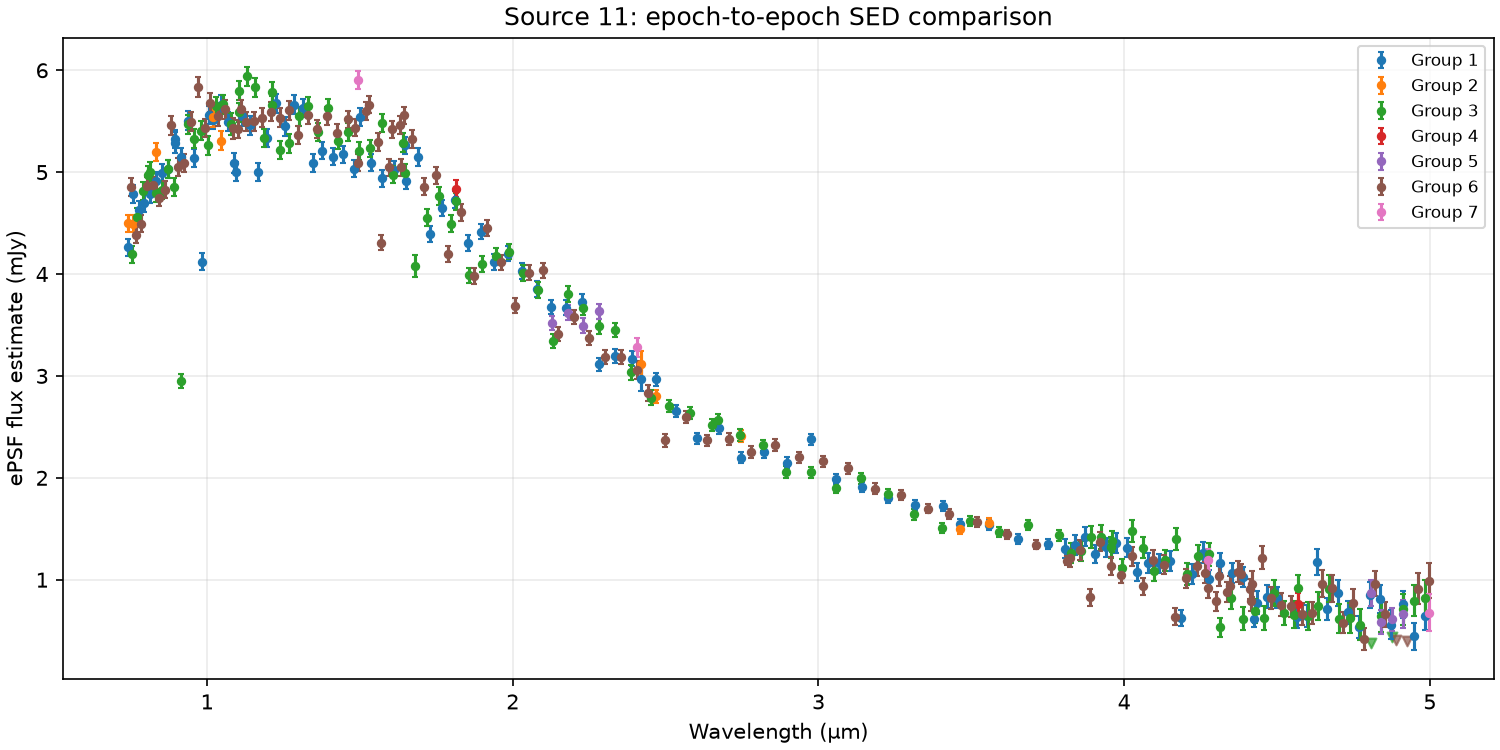 Source 11: epoch-to-epoch SED comparison
ePSF flux estimate (mJy)
6
5
4
3
2
1
Group 1
Group 2
Group 3
Group 4
Group 5
Group 6
Group 7
1
2
3
4
5
Wavelength (μm)